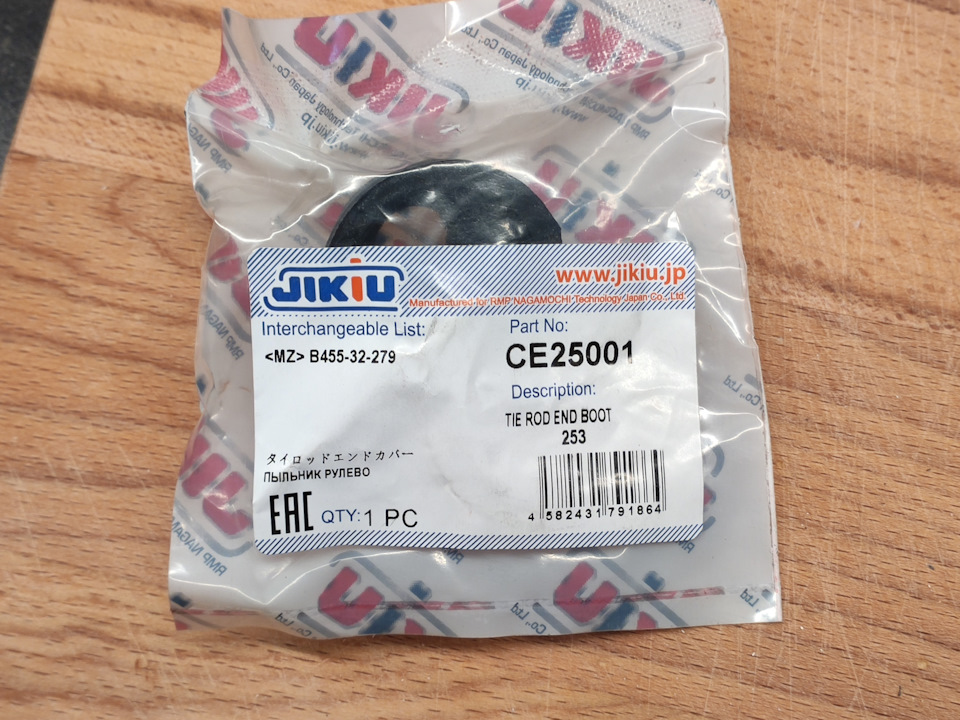 JIKIU
www.jikiu.jp
Manufactured for RMP NAGAMOCHI Technology Japan Co., Ltd.
Interchangeable List:
<MZ> B455-32-279
Part No:
CE25001
Description:
TIE ROD END BOOT
253
タイロッドエンドカバー
ПЫЛЬНИК РУЛЕВО
EAC QTY: 1 PC
4 582431 791864